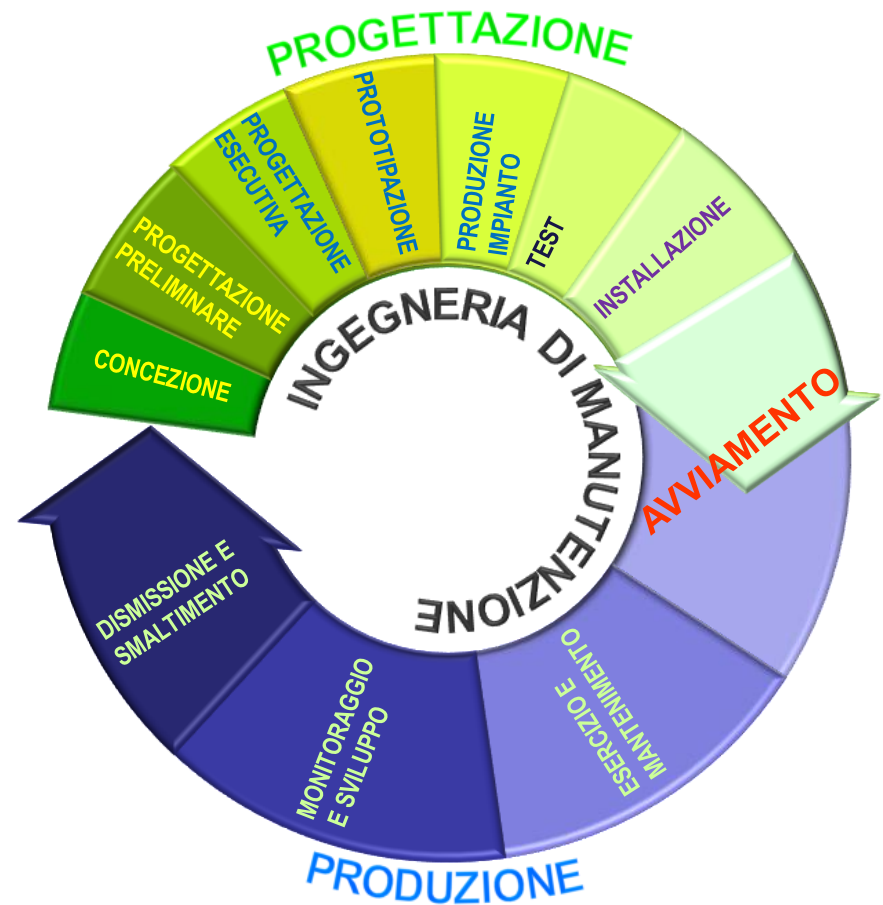 PROGETTAZIONE
CONCEZIONE
PROGETTAZIONE
PRELIMINARE
PROGETTAZIONE
ESECUTIVA
PROTOTIPAZIONE
PRODUZIONE
IMPIANTO
TEST
INSTALLAZIONE
AVVIAMENTO
ESERCIZIO E
MANTENIMENTO
MONITORAGGIO
E SVILUPPO
DISMISSIONE E
SMALTIMENTO
INGEGNERIA DI MANUTENZIONE
PRODUZIONE